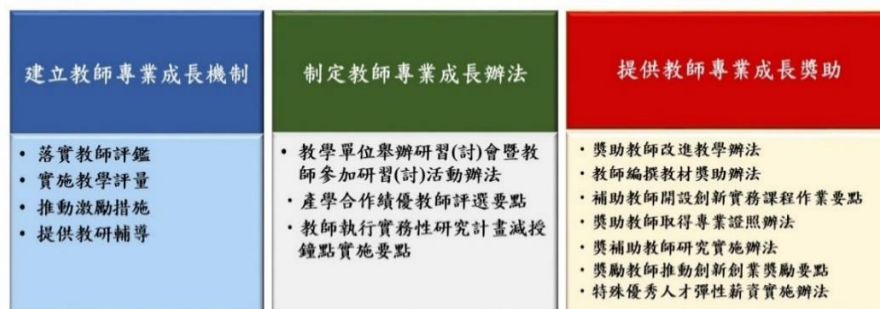 建立教師專業成長機制
• 落實教師評鑑
• 實施教學評量
• 推動激勵措施
• 提供教研輔導
制定教師專業成長辦法
• 教學單位舉辦研習(討)會暨教
師參加研習(討)活動辦法
• 產學合作績優教師評選要點
• 教師執行實務性研究計畫減授
鐘點實施要點
提供教師專業成長獎助
• 獎助教師改進教學辦法
• 教師編撰教材獎助辦法
• 補助教師開設創新實務課程作業要點
• 獎助教師取得專業證照辦法
• 獎補助教師研究實施辦法
• 獎勵教師推動創新創業獎勵要點
• 特殊優秀人才彈性薪資實施辦法